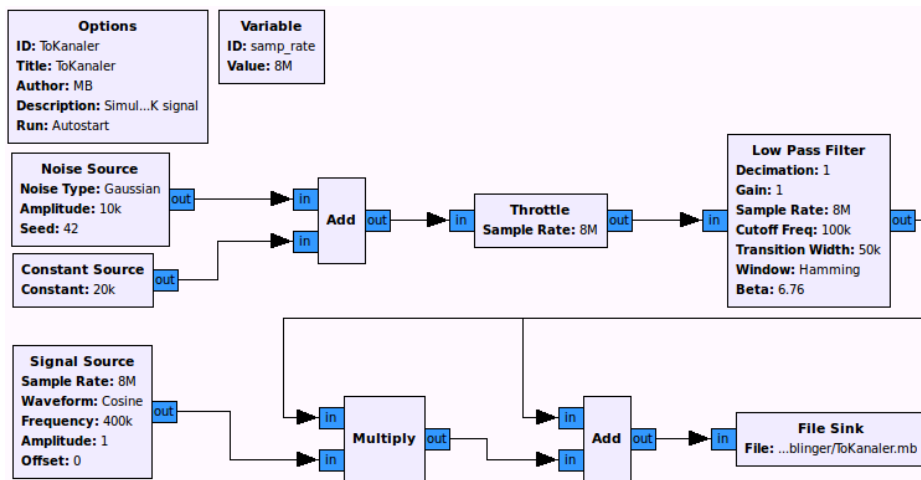 Options
ID: ToKanaler
Title: ToKanaler
Author: MB
Description: Simul...K signal
Run: Autostart
Variable
ID: samp_rate
Value: 8M
Noise Source
Noise Type: Gaussian
Amplitude: 10k
Seed: 42
out
Constant Source
Constant: 20k
out
in
in
Add
out
in
Throttle
Sample Rate: 8M
out
in
Low Pass Filter
Decimation: 1
Gain: 1
Sample Rate: 8M
Cutoff Freq: 100k
Transition Width: 50k
Window: Hamming
Beta: 6.76
out
Signal Source
Sample Rate: 8M
Waveform: Cosine
Frequency: 400k
Amplitude: 1
Offset: 0
out
in
in
Multiply
out
in
in
Add
out
in
File Sink
File: ...blinger/ToKanaler.mb